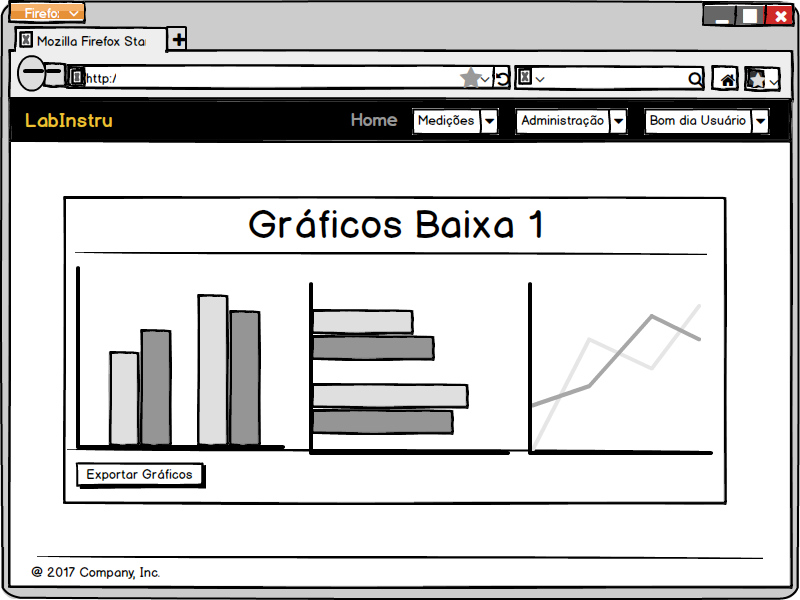 Firefo:
Mozilla Firefox Sta
http:/
LabInstru
Home
Medições
Administração
Bom dia Usuário
Gráficos Baixa 1
Exportar Gráficos
@ 2017 Company, Inc.